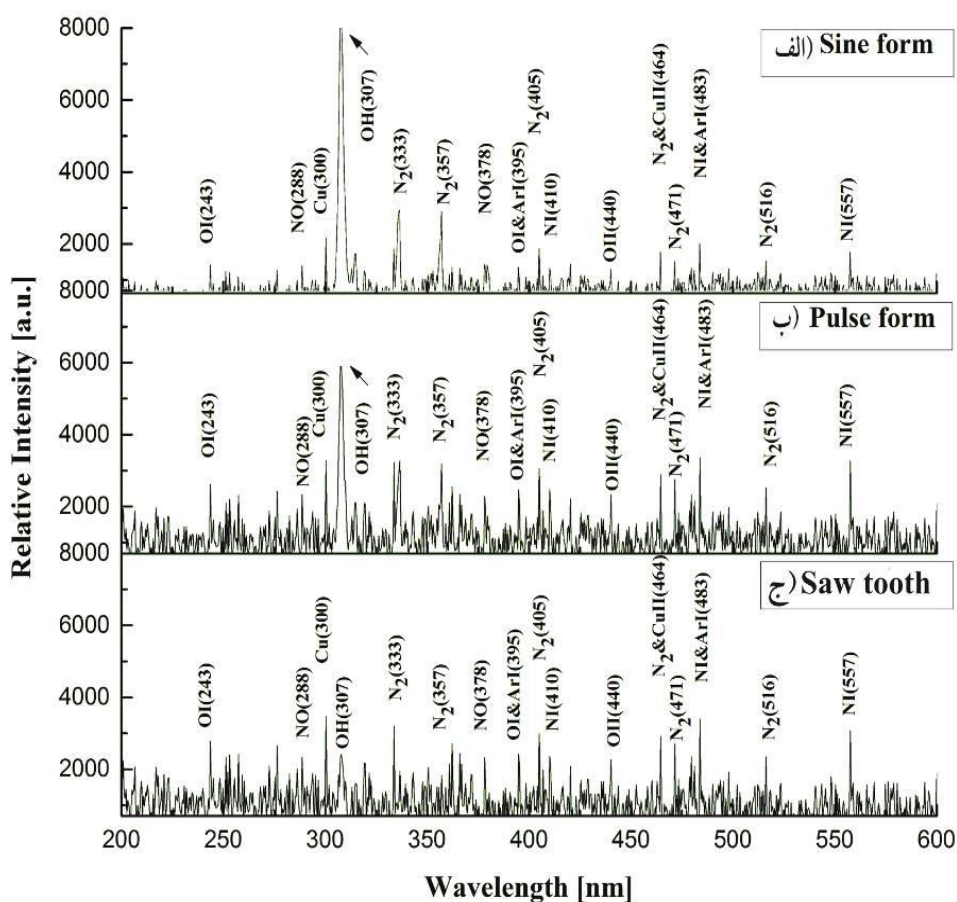 Relative Intensity [a.u.]
8000
6000
4000
2000
الف) Sine form
OI(243)
NO(288)
Cu(300)
OH(307)
N2(333)
N2(357)
NO(378)
OI&ArI(395)
N2(405)
NI(410)
OII(440)
N2&CuII(464)
N2(471)
NI&ArI(483)
N2(516)
NI(557)
8000
6000
4000
2000
ب) Pulse form
OI(243)
NO(288)
Cu(300)
OH(307)
N2(333)
N2(357)
NO(378)
OI&ArI(395)
N2(405)
NI(410)
OII(440)
N2&CuII(464)
N2(471)
NI&ArI(483)
N2(516)
NI(557)
8000
6000
4000
2000
ج) Saw tooth
OI(243)
NO(288)
Cu(300)
OH(307)
N2(333)
N2(357)
NO(378)
OI&ArI(395)
N2(405)
NI(410)
OII(440)
N2&CuII(464)
N2(471)
NI&ArI(483)
N2(516)
NI(557)
200 250 300 350 400 450 500 550 600
Wavelength [nm]